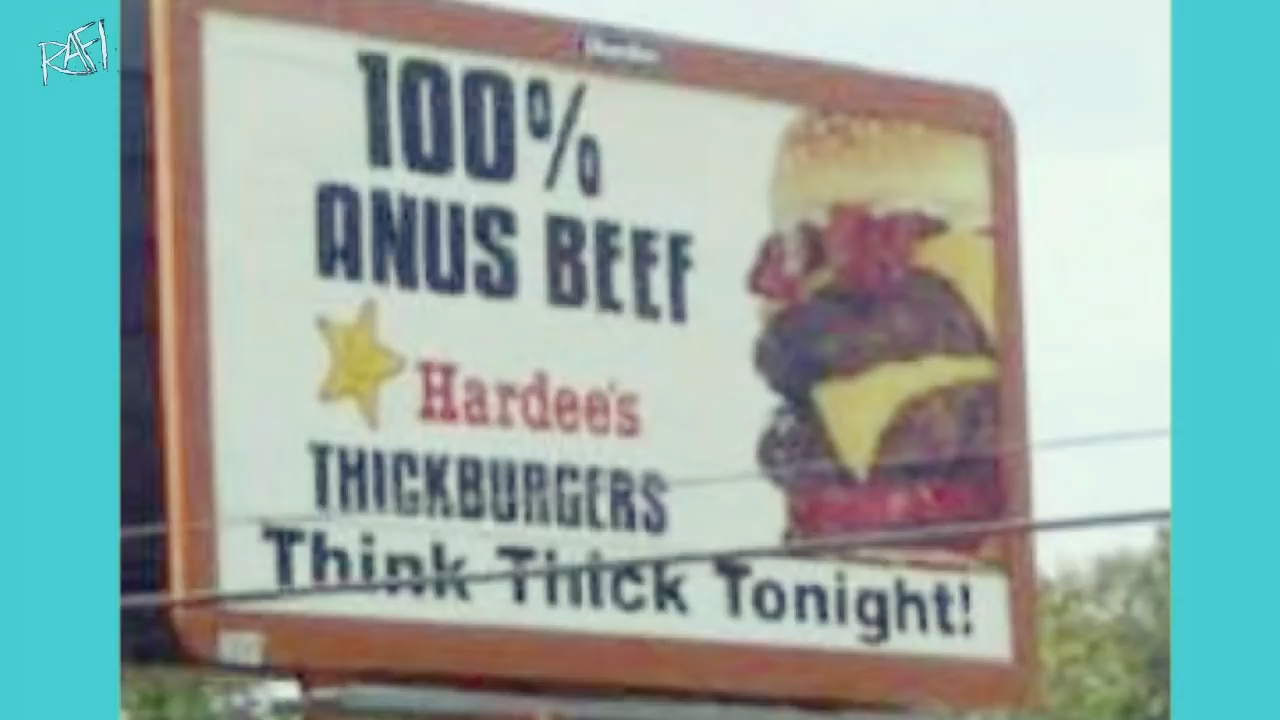 RAFI
100%
ANUS BEEF
Hardee's
THICKBURGERS
Think Thick Tonight!